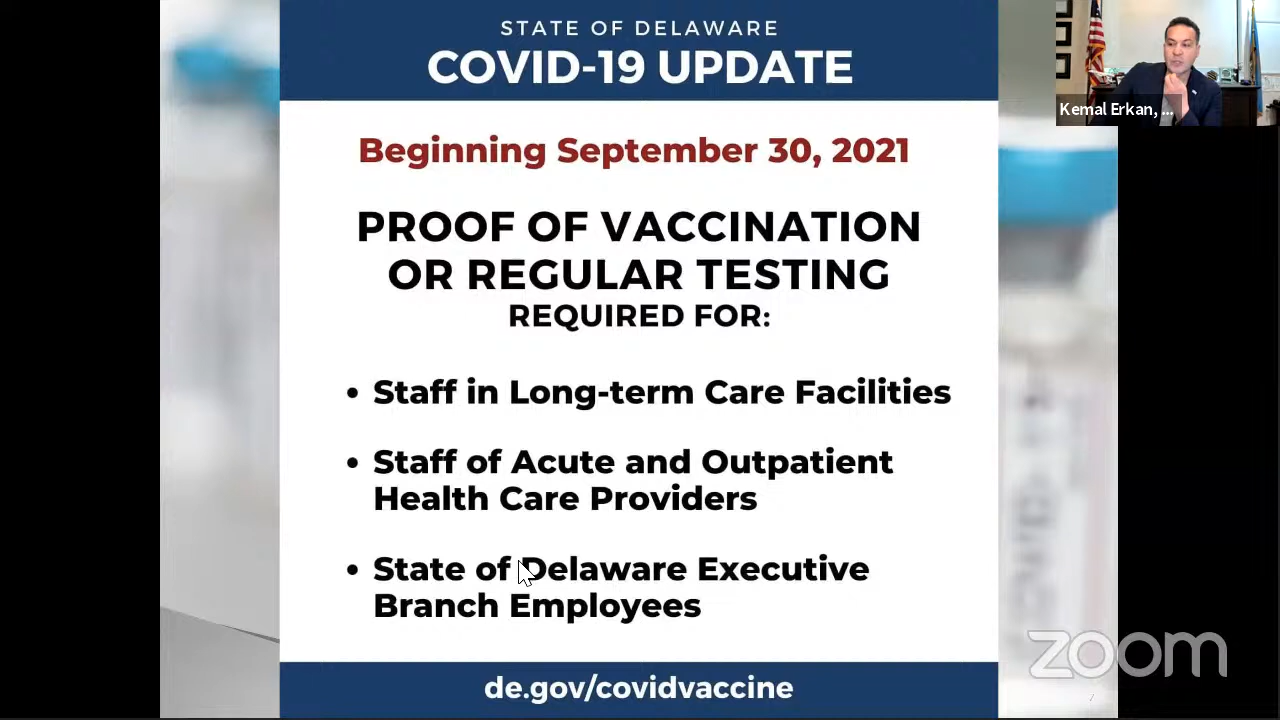 STATE OF DELAWARE
COVID-19 UPDATE
Kemal Erkan, ...
Beginning September 30, 2021
PROOF OF VACCINATION
OR REGULAR TESTING
REQUIRED FOR:
• Staff in Long-term Care Facilities
• Staff of Acute and Outpatient
Health Care Providers
• State of Delaware Executive
Branch Employees
de.gov/covidvaccine
zoom
7